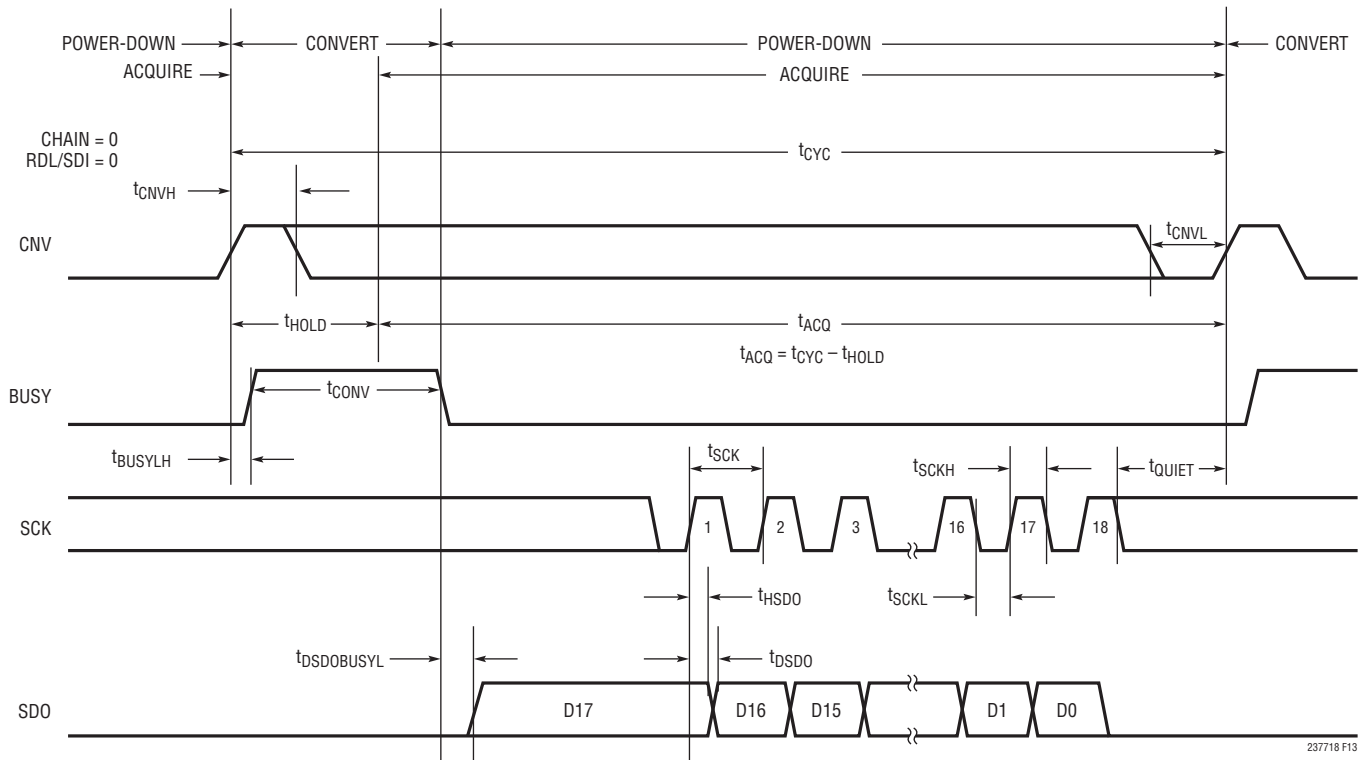 POWER-DOWN CONVERT POWER-DOWN CONVERT
ACQUIRE ACQUIRE
CHAIN = 0
RDL/SDI = 0
tCYC
tCNVH
CNV
tCNVL
tHOLD tACQ
tACQ = tCYC – tHOLD
BUSY
tCONV
tBUSYLH
tSCK tSCKH tQUIET
SCK
1 2 3 16 17 18
tHSDO tSCKL
tDSDOBUSYL tDSDO
SDO
D17 D16 D15 D1 D0
237718 F13